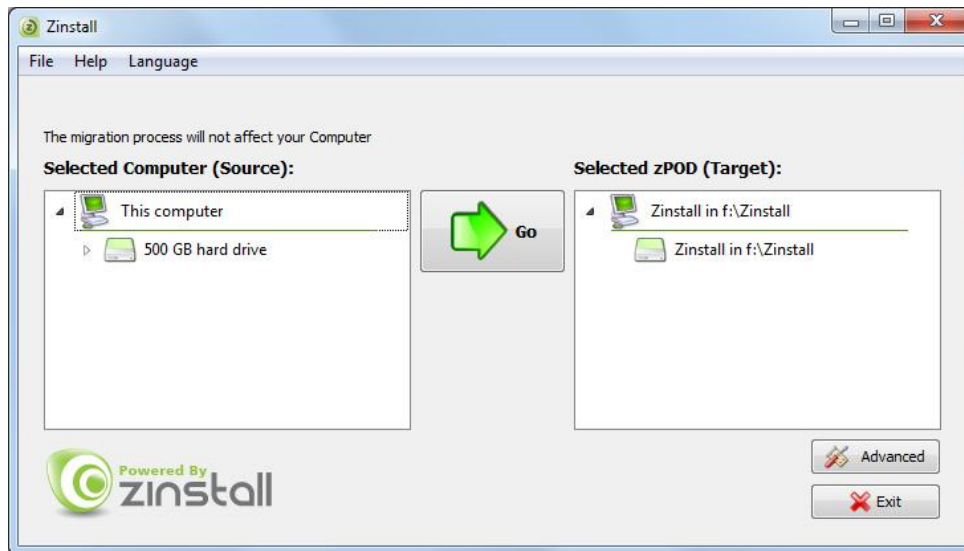 Zinstall
File Help Language
The migration process will not affect your Computer
Selected Computer (Source):
Selected zPOD (Target):
This computer
500 GB hard drive
Go
Zinstall in f:\Zinstall
Zinstall in f:\Zinstall
Powered By
zinstall
Advanced
Exit